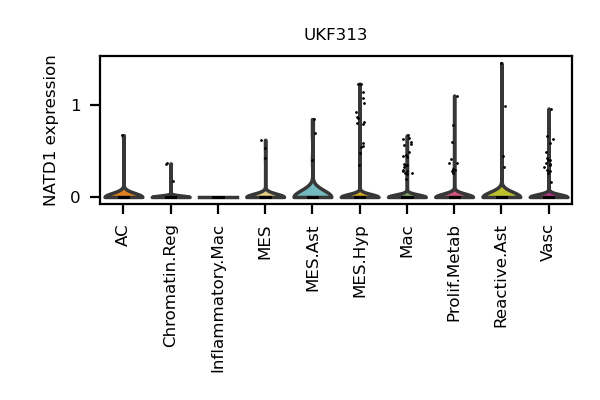 UKF313
NATD1 expression
1
0
AC
Chromatin.Reg
Inflammatory.Mac
MES
MES.Ast
MES.Hyp
Mac
Prolif.Metab
Reactive.Ast
Vasc